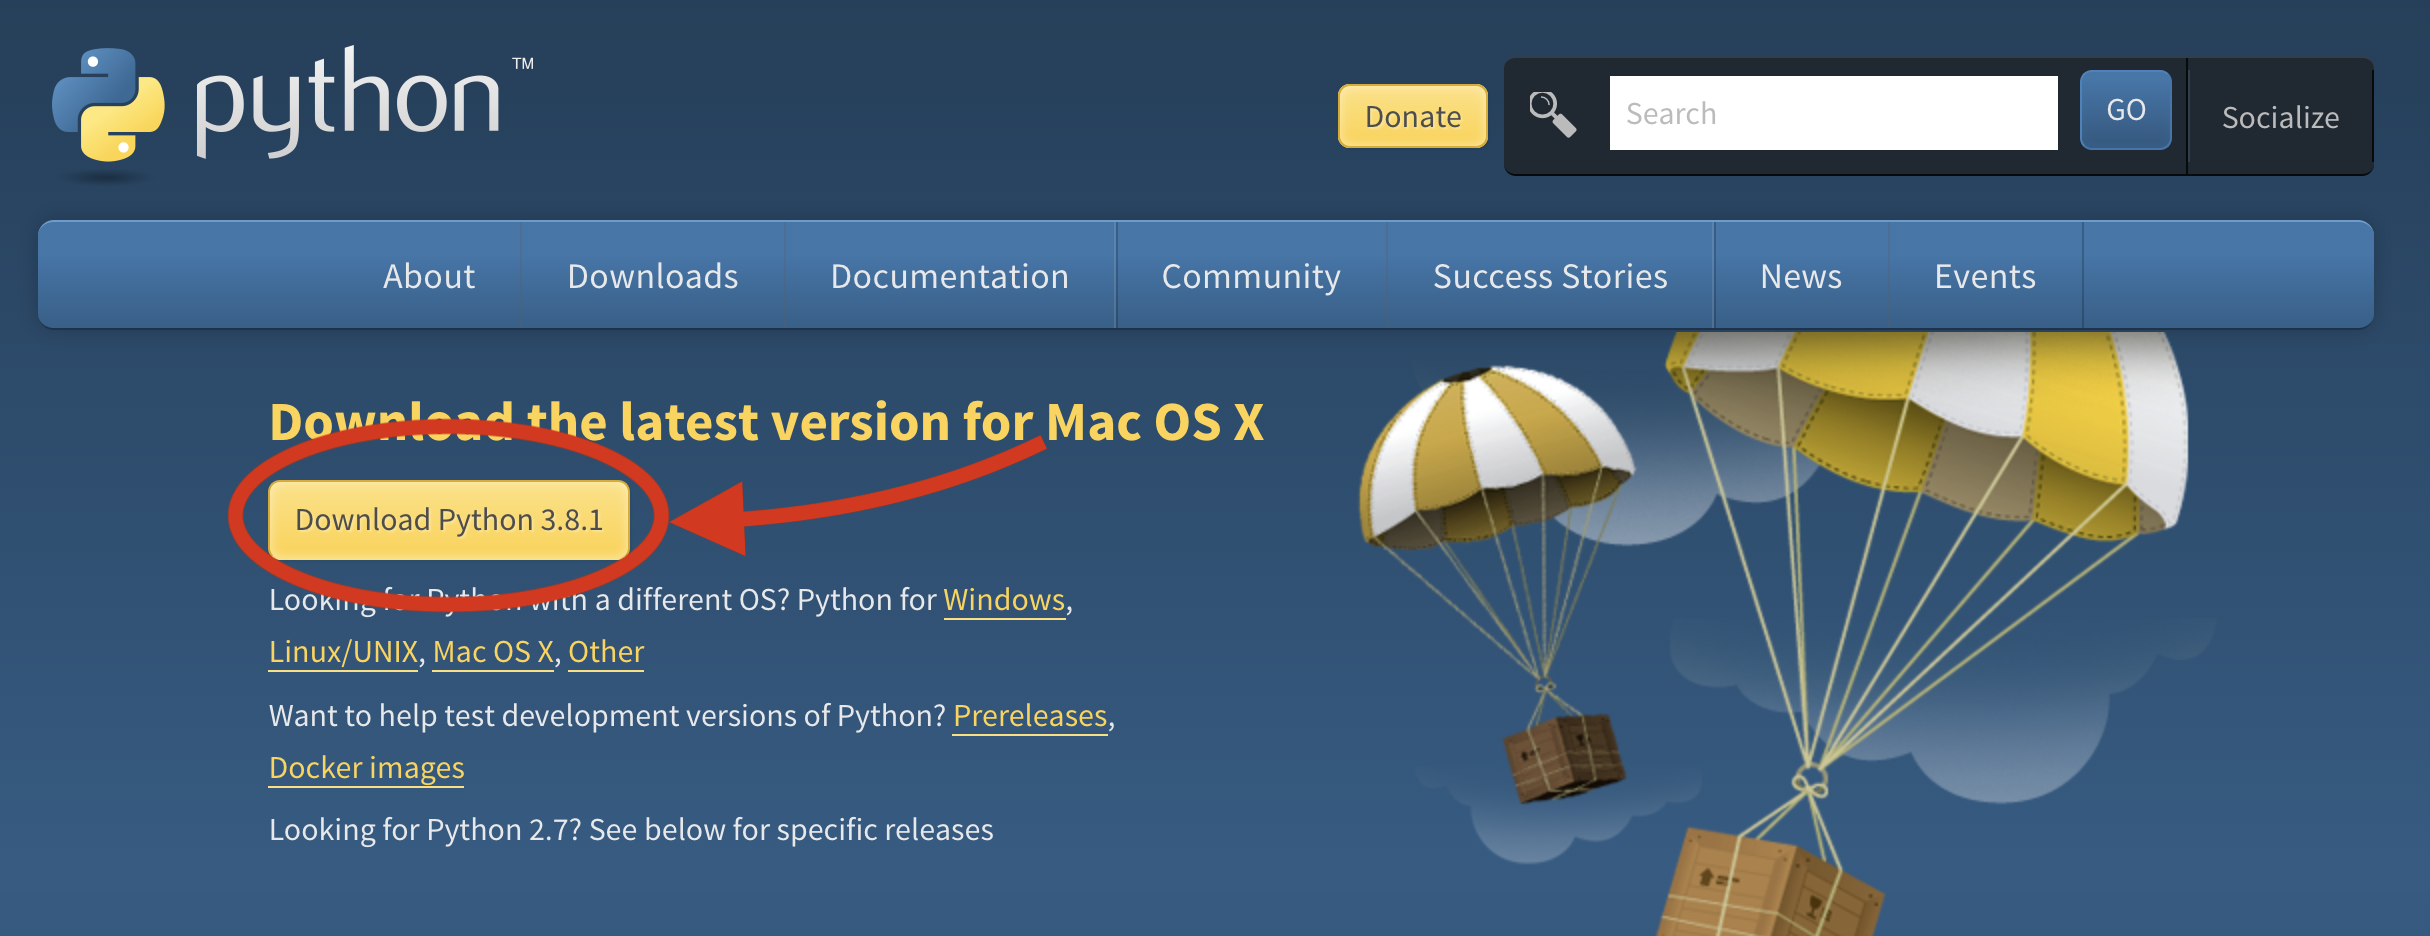 python™
Donate
Search
GO
Socialize
About Downloads Documentation Community Success Stories News Events
Download the latest version for Mac OS X
Download Python 3.8.1
Looking for Python with a different OS? Python for Windows,
Linux/UNIX, Mac OS X, Other
Want to help test development versions of Python? Prereleases,
Docker images
Looking for Python 2.7? See below for specific releases